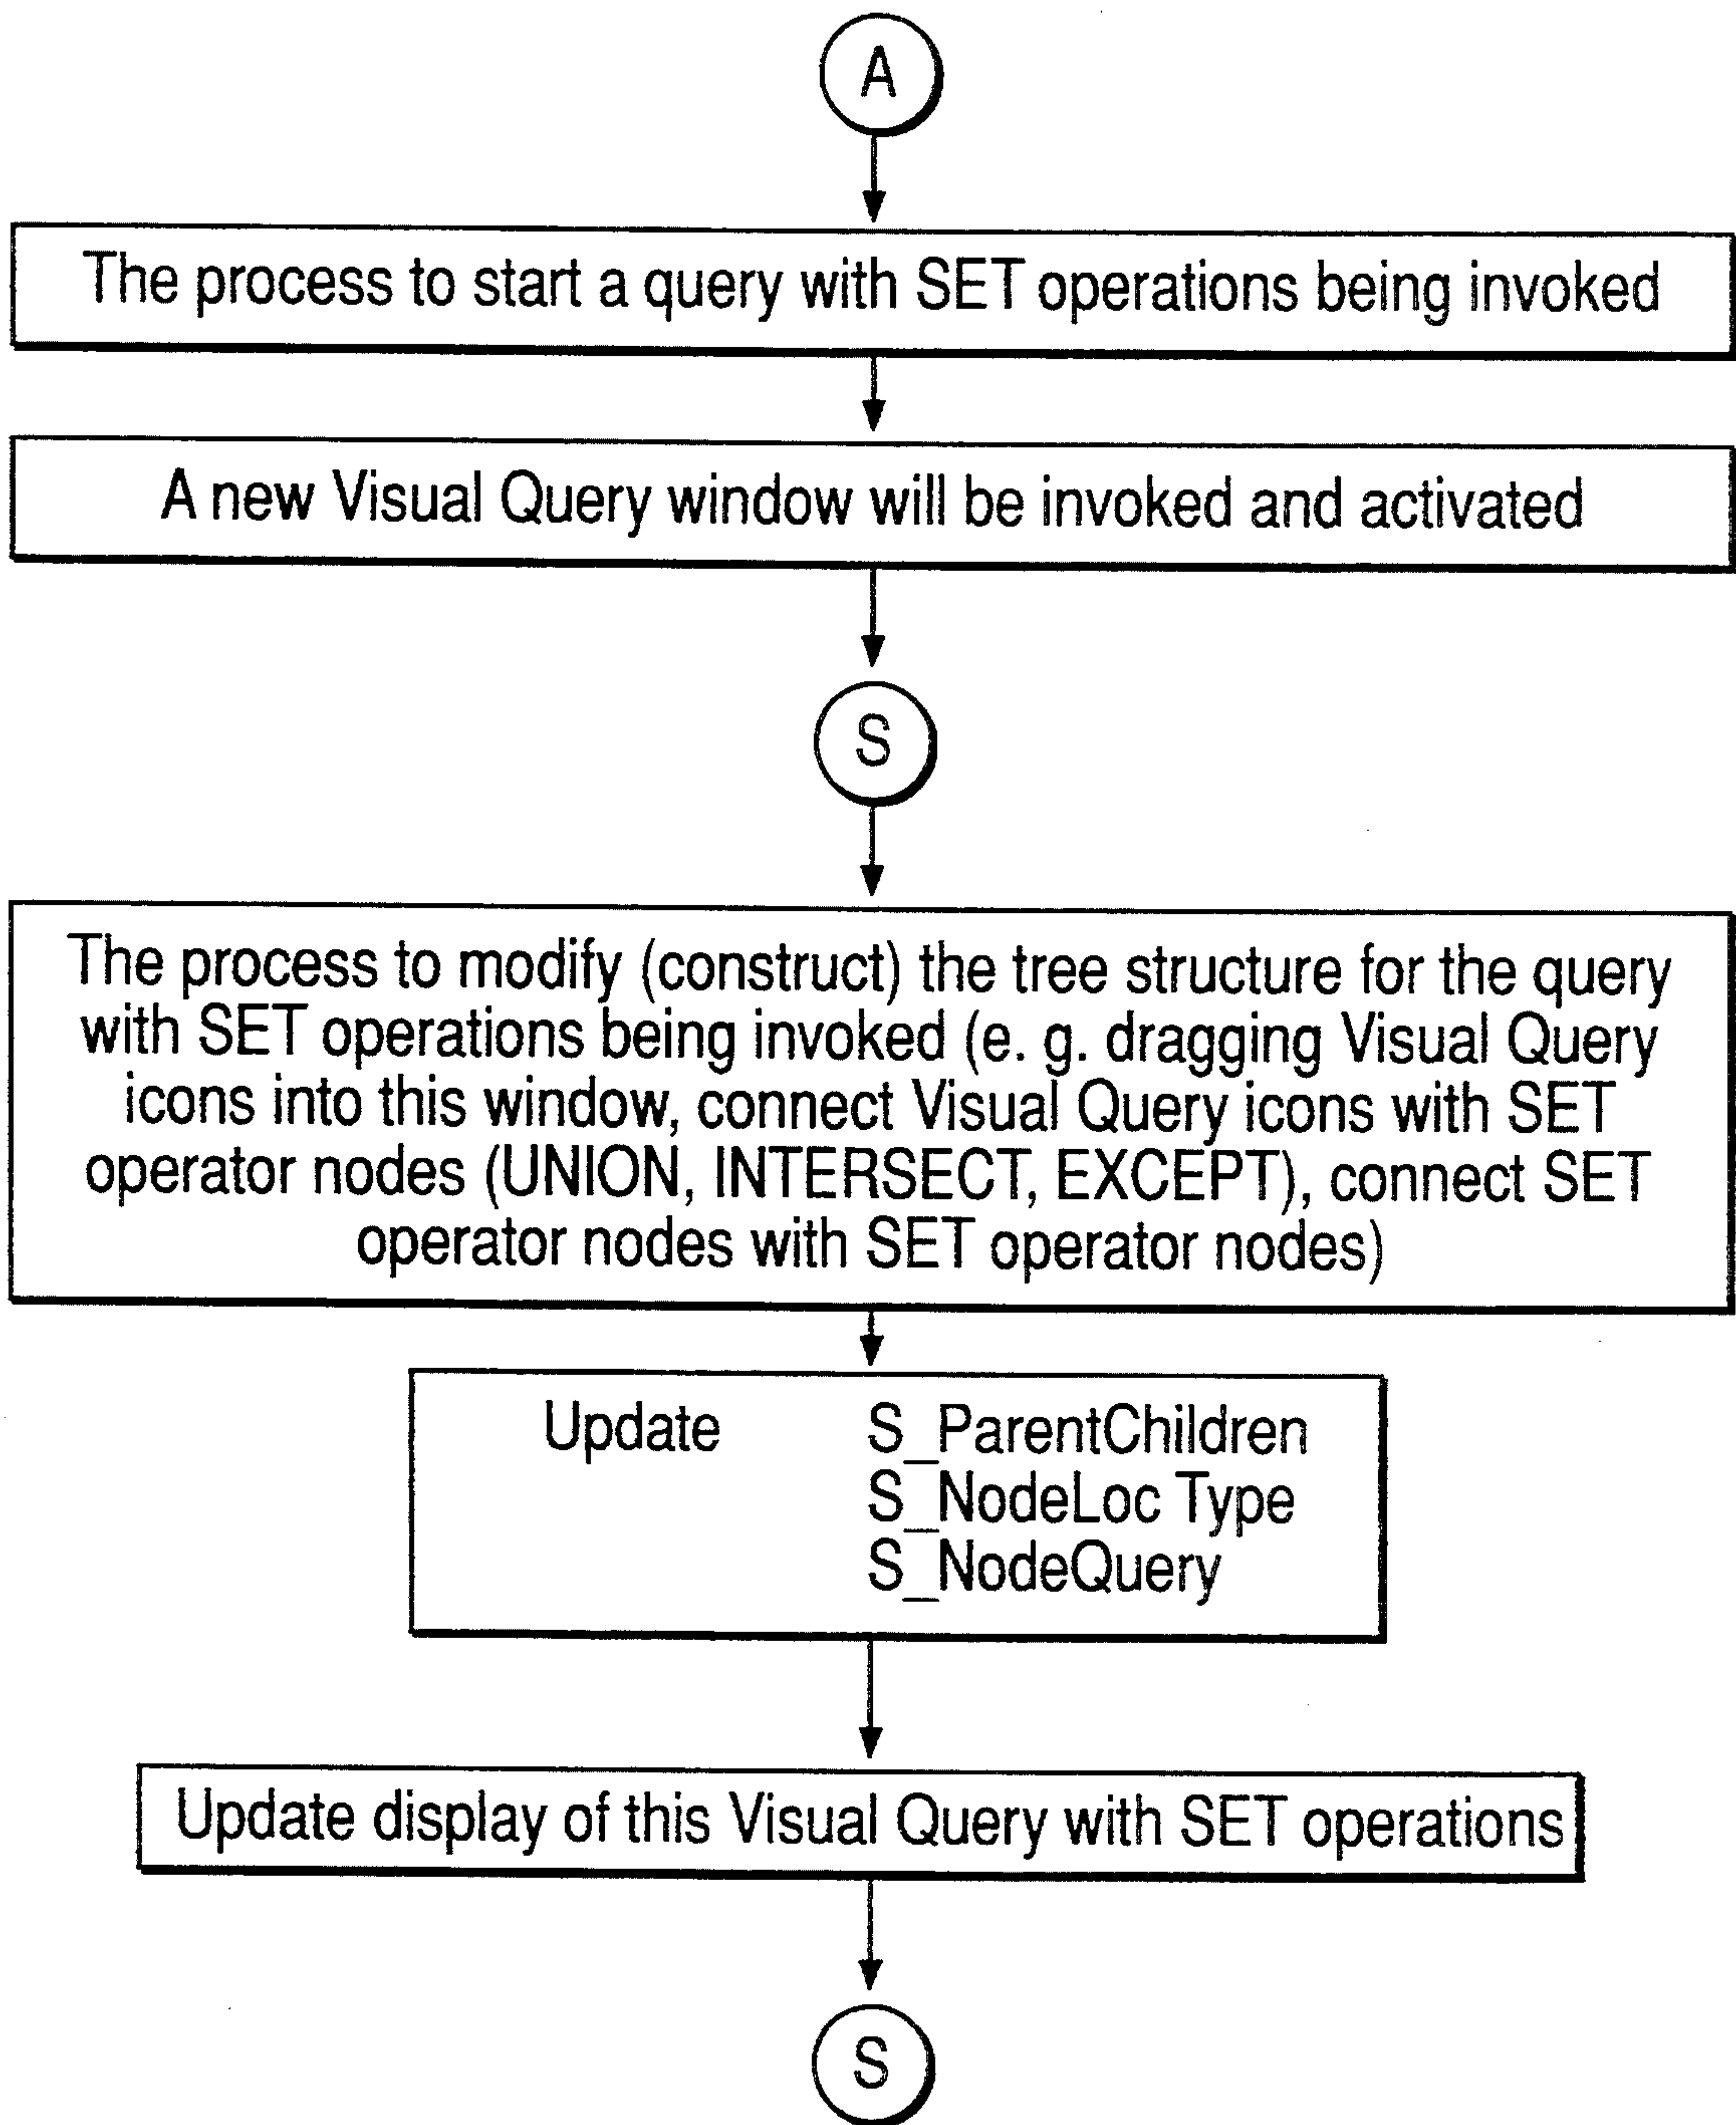 A
The process to start a query with SET operations being invoked
A new Visual Query window will be invoked and activated
S
The process to modify (construct) the tree structure for the query
with SET operations being invoked (e. g. dragging Visual Query
icons into this window, connect Visual Query icons with SET
operator nodes (UNION, INTERSECT, EXCEPT), connect SET
operator nodes with SET operator nodes)
Update S_ParentChildren
S_NodeLoc Type
S_NodeQuery
Update display of this Visual Query with SET operations
S